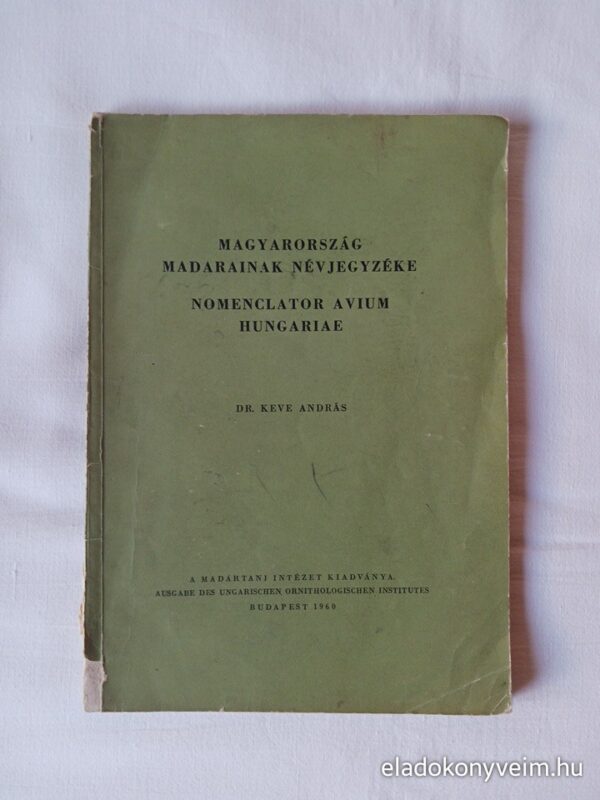 MAGYARORSZÁG
MADARAINAK NÉVJEGYZÉKE
NOMENCLATOR AVIUM
HUNGARIAE
DR. KEVE ANDRÁS
A MADÁRTANI INTÉZET KIADVÁNYA
AUSGABE DES UNGARISCHEN ORNITHOLOGISCHEN INSTITUTES
BUDAPEST 1960
eladokonyveim.hu